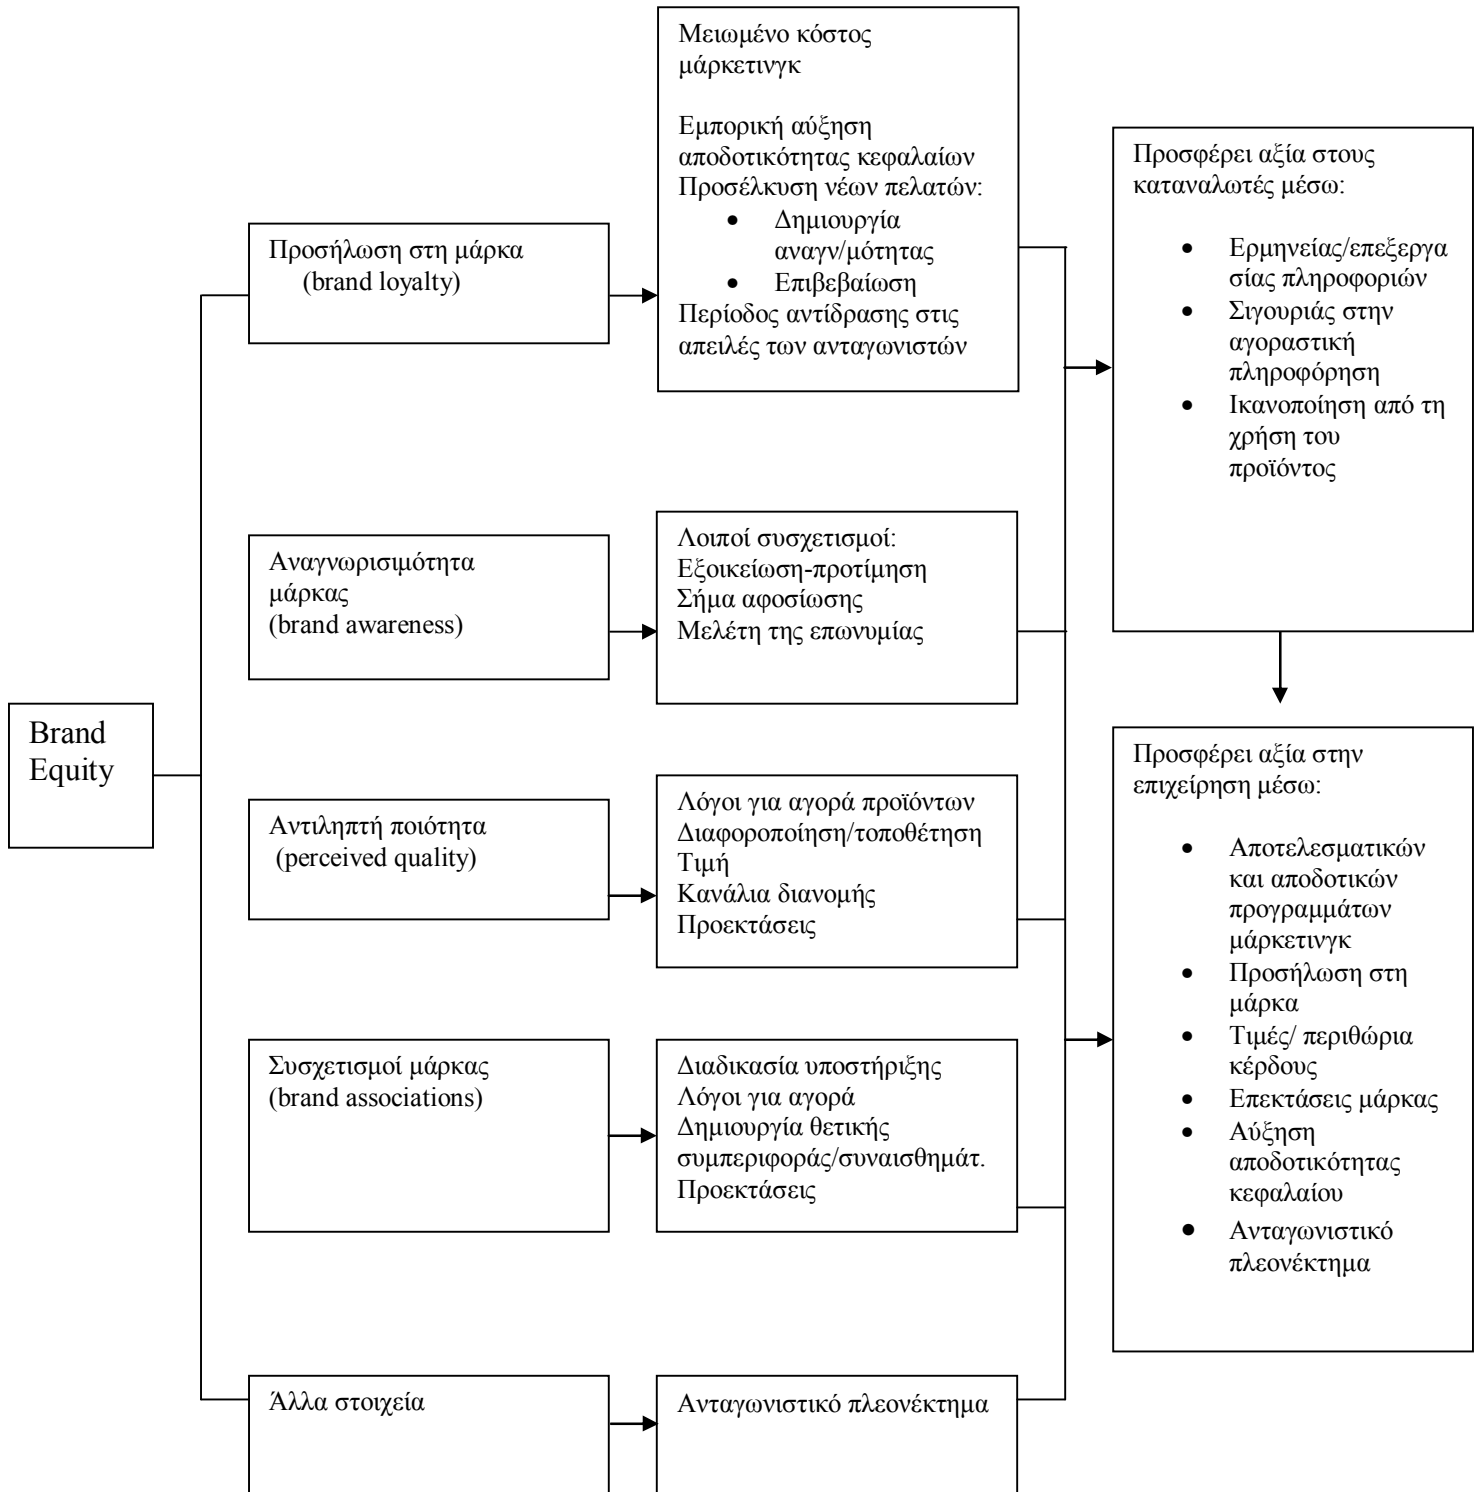 Brand
Equity
Προσήλωση στη μάρκα
(brand loyalty)
Μειωμένο κόστος
μάρκετινγκ
Εμπορική αύξηση
αποδοτικότητας κεφαλαίων
Προσέλκυση νέων πελατών:
• Δημιουργία
αναγν/μότητας
• Επιβεβαίωση
Περίοδος αντίδρασης στις
απειλές των ανταγωνιστών
Αναγνωρισιμότητα
μάρκας
(brand awareness)
Λοιποί συσχετισμοί:
Εξοικείωση-προτίμηση
Σήμα αφοσίωσης
Μελέτη της επωνυμίας
Αντιληπτή ποιότητα
(perceived quality)
Λόγοι για αγορά προϊόντων
Διαφοροποίηση/τοποθέτηση
Τιμή
Κανάλια διανομής
Προεκτάσεις
Συσχετισμοί μάρκας
(brand associations)
Διαδικασία υποστήριξης
Λόγοι για αγορά
Δημιουργία θετικής
συμπεριφοράς/συναισθημάτ.
Προεκτάσεις
Άλλα στοιχεία
Ανταγωνιστικό πλεονέκτημα
Προσφέρει αξία στους
καταναλωτές μέσω:
• Ερμηνείας/επεξεργα
σίας πληροφοριών
• Σιγουριάς στην
αγοραστική
πληροφόρηση
• Ικανοποίηση από τη
χρήση του
προϊόντος
Προσφέρει αξία στην
επιχείρηση μέσω:
• Αποτελεσματικών
και αποδοτικών
προγραμμάτων
μάρκετινγκ
• Προσήλωση στη
μάρκα
• Τιμές/ περιθώρια
κέρδους
• Επεκτάσεις μάρκας
• Αύξηση
αποδοτικότητας
κεφαλαίου
• Ανταγωνιστικό
πλεονέκτημα